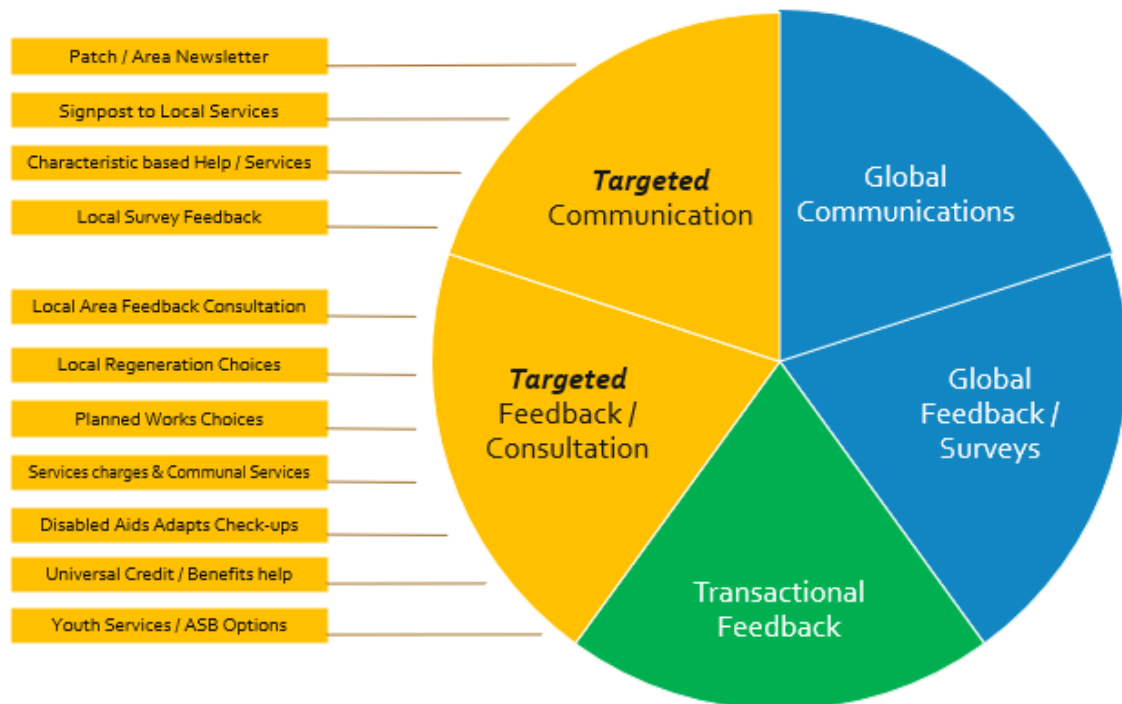 Patch / Area Newsletter
Signpost to Local Services
Characteristic based Help / Services
Local Survey Feedback
Local Area Feedback Consultation
Local Regeneration Choices
Planned Works Choices
Services charges & Communal Services
Disabled Aids Adapts Check-ups
Universal Credit / Benefits help
Youth Services / ASB Options
Targeted
Communication
Global
Communications
Targeted
Feedback /
Consultation
Global
Feedback /
Surveys
Transactional
Feedback